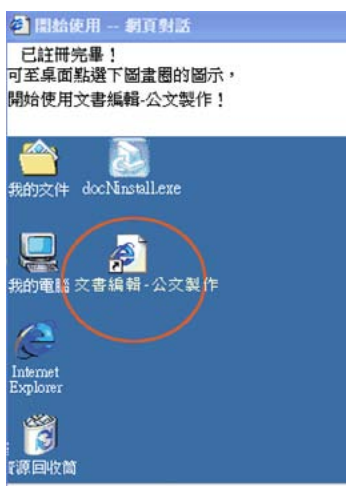 開始使用 -- 網頁對話
已註冊完畢！
可至桌面點選下圖畫圈的圖示，
開始使用文書編輯-公文製作！
我的文件
docNinstall.exe
我的電腦
文書編輯-公文製作
Internet
Explorer
資源回收筒